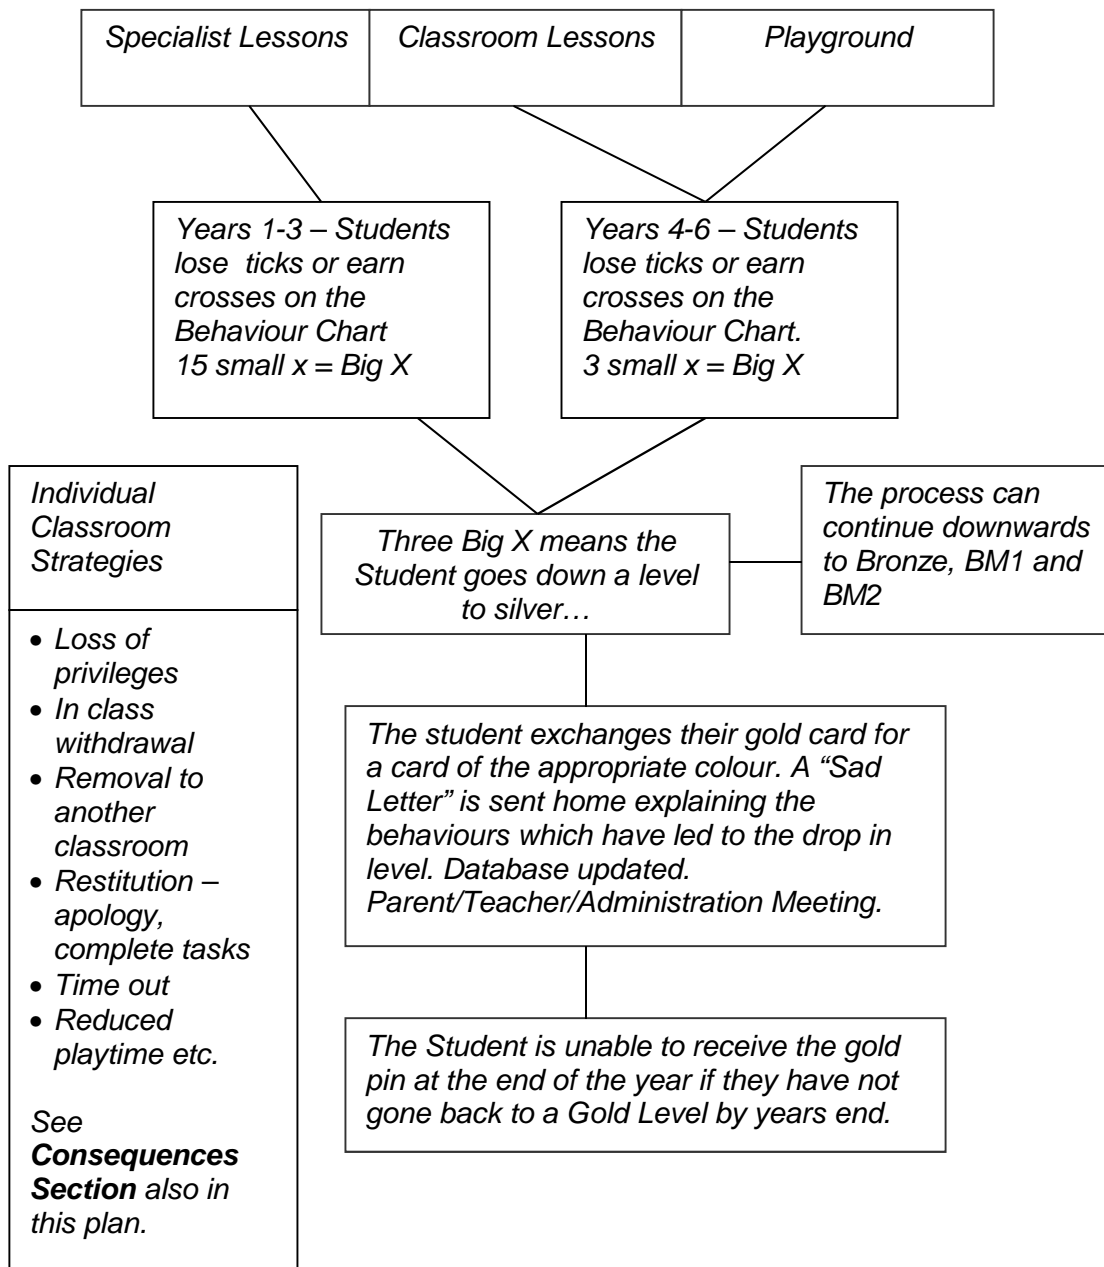 Specialist Lessons
Classroom Lessons
Playground
Years 1-3 – Students
lose ticks or earn
crosses on the
Behaviour Chart
15 small x = Big X
Years 4-6 – Students
lose ticks or earn
crosses on the
Behaviour Chart.
3 small x = Big X
Individual
Classroom
Strategies
• Loss of
privileges
• In class
withdrawal
• Removal to
another
classroom
• Restitution –
apology,
complete tasks
• Time out
• Reduced
playtime etc.
See
Consequences
Section also in
this plan.
Three Big X means the
Student goes down a level
to silver…
The process can
continue downwards
to Bronze, BM1 and
BM2
The student exchanges their gold card for
a card of the appropriate colour. A “Sad
Letter” is sent home explaining the
behaviours which have led to the drop in
level. Database updated.
Parent/Teacher/Administration Meeting.
The Student is unable to receive the gold
pin at the end of the year if they have not
gone back to a Gold Level by years end.